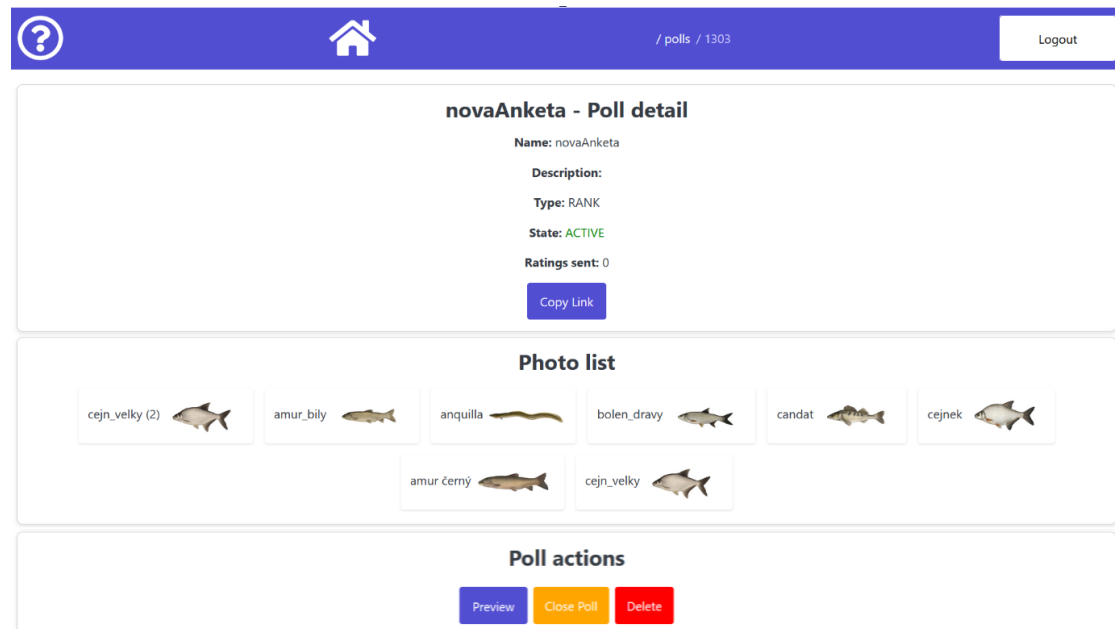 / polls / 1303
Logout
novaAnketa - Poll detail
Name: novaAnketa
Description:
Type: RANK
State: ACTIVE
Ratings sent: 0
Copy Link
Photo list
cejn_velky (2)
amur_bily
anquilla
bolen_dravy
candat
cejnek
amur černý
cejn_velky
Poll actions
Preview
Close Poll
Delete